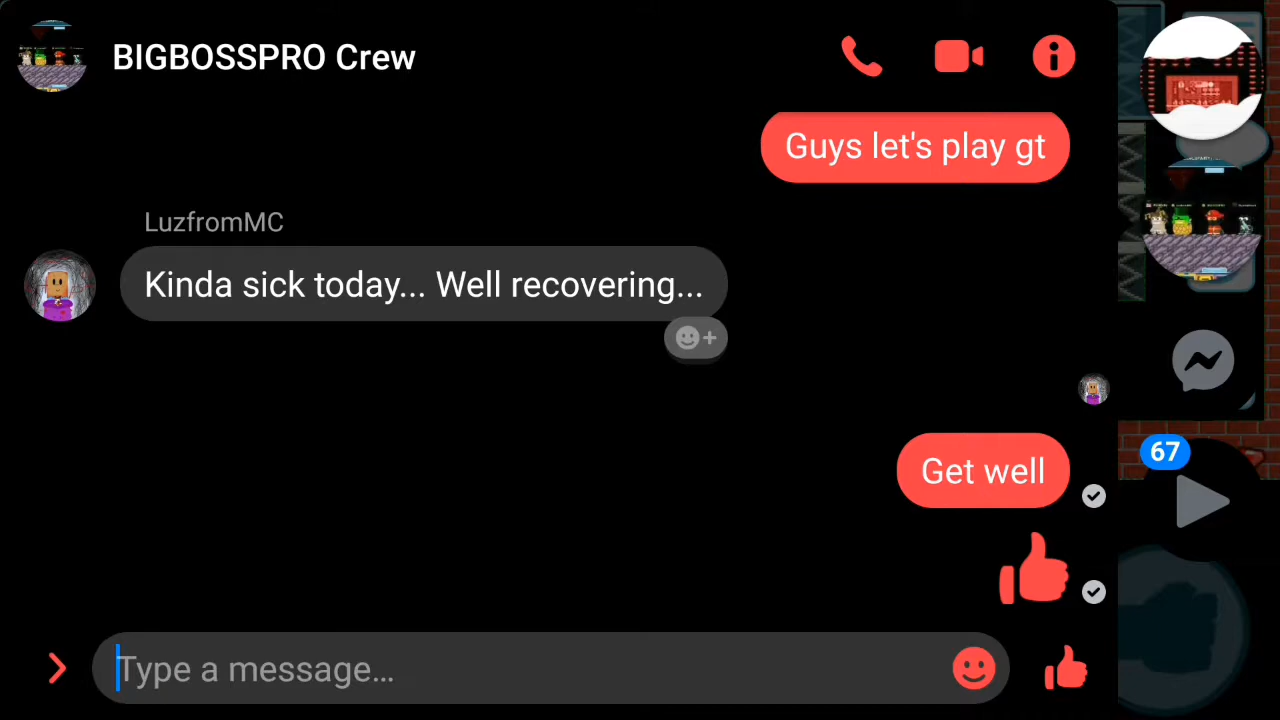 BIGBOSSPRO Crew
Guys let's play gt
LuzfromMC
Kinda sick today... Well recovering...
Get well
67
Type a message...